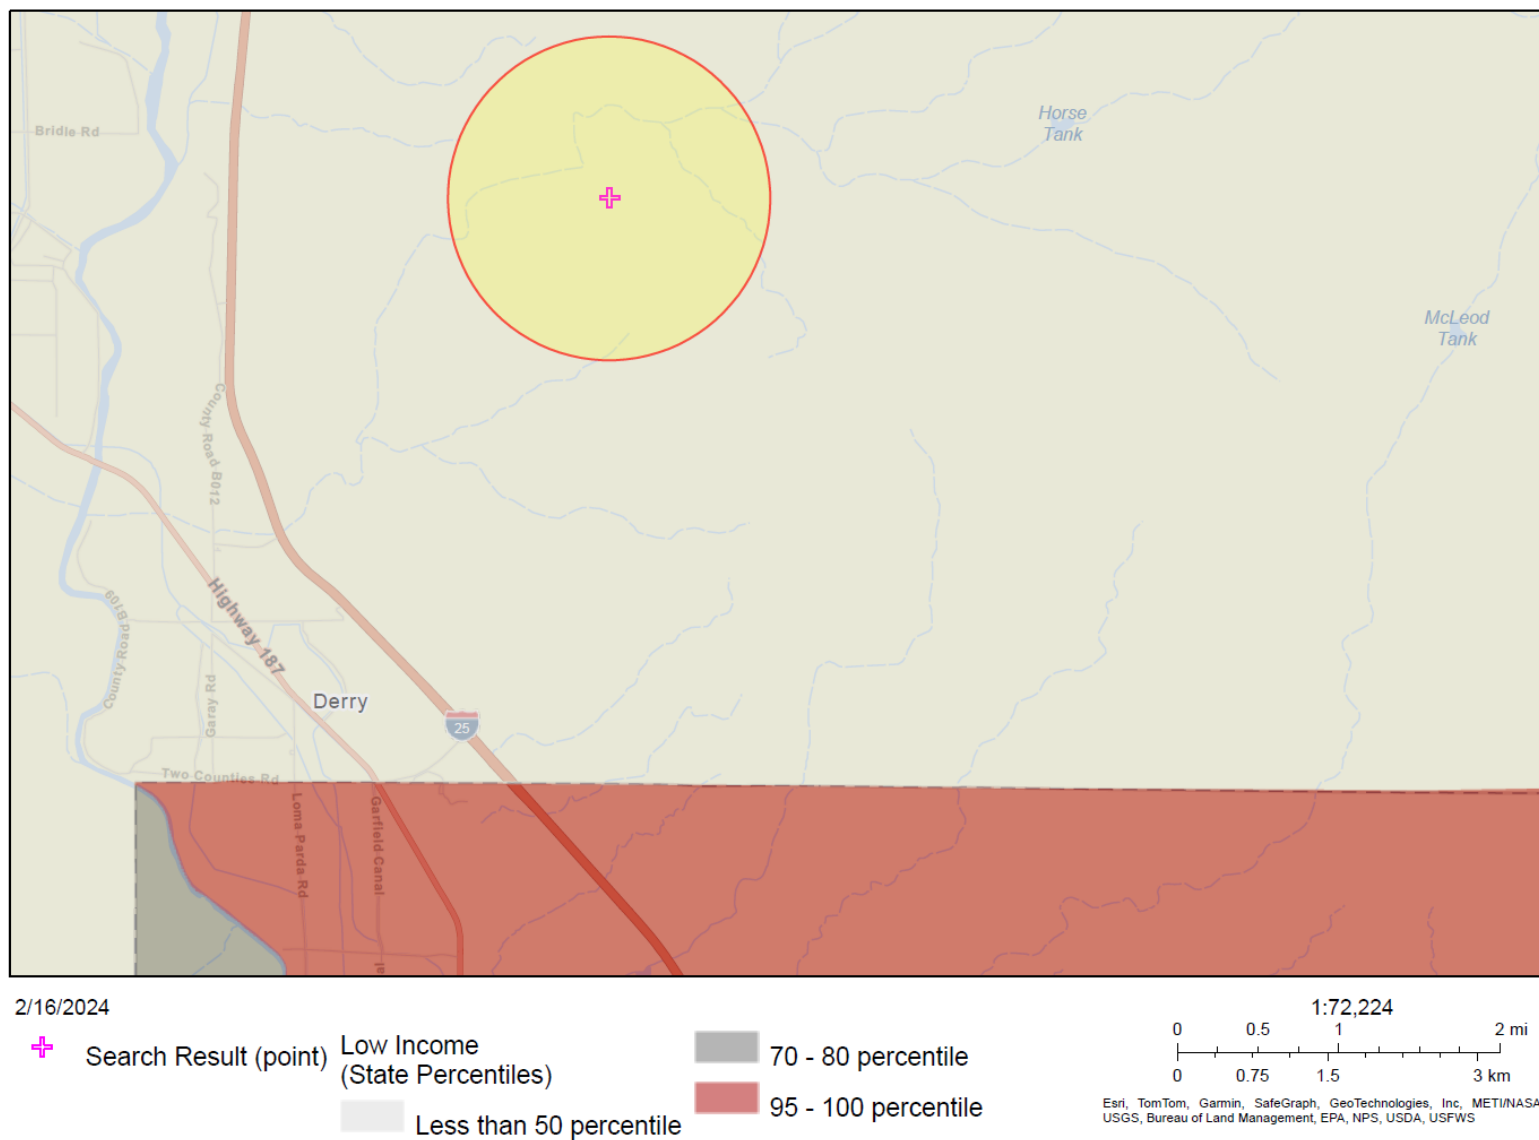 Bridle Rd
Horse
Tank
McLeod
Tank
County Road B012
Highway 187
County Road B109
Garay Rd
Derry
25
Two Counties Rd
Loma Parda Rd
Garfield Canal
al
2/16/2024
Search Result (point)
Low Income
(State Percentiles)
Less than 50 percentile
70 - 80 percentile
95 - 100 percentile
1:72,224
0 0.5 1 2 mi
0 0.75 1.5 3 km
Esri, TomTom, Garmin, SafeGraph, GeoTechnologies, Inc, METI/NASA
USGS, Bureau of Land Management, EPA, NPS, USDA, USFWS